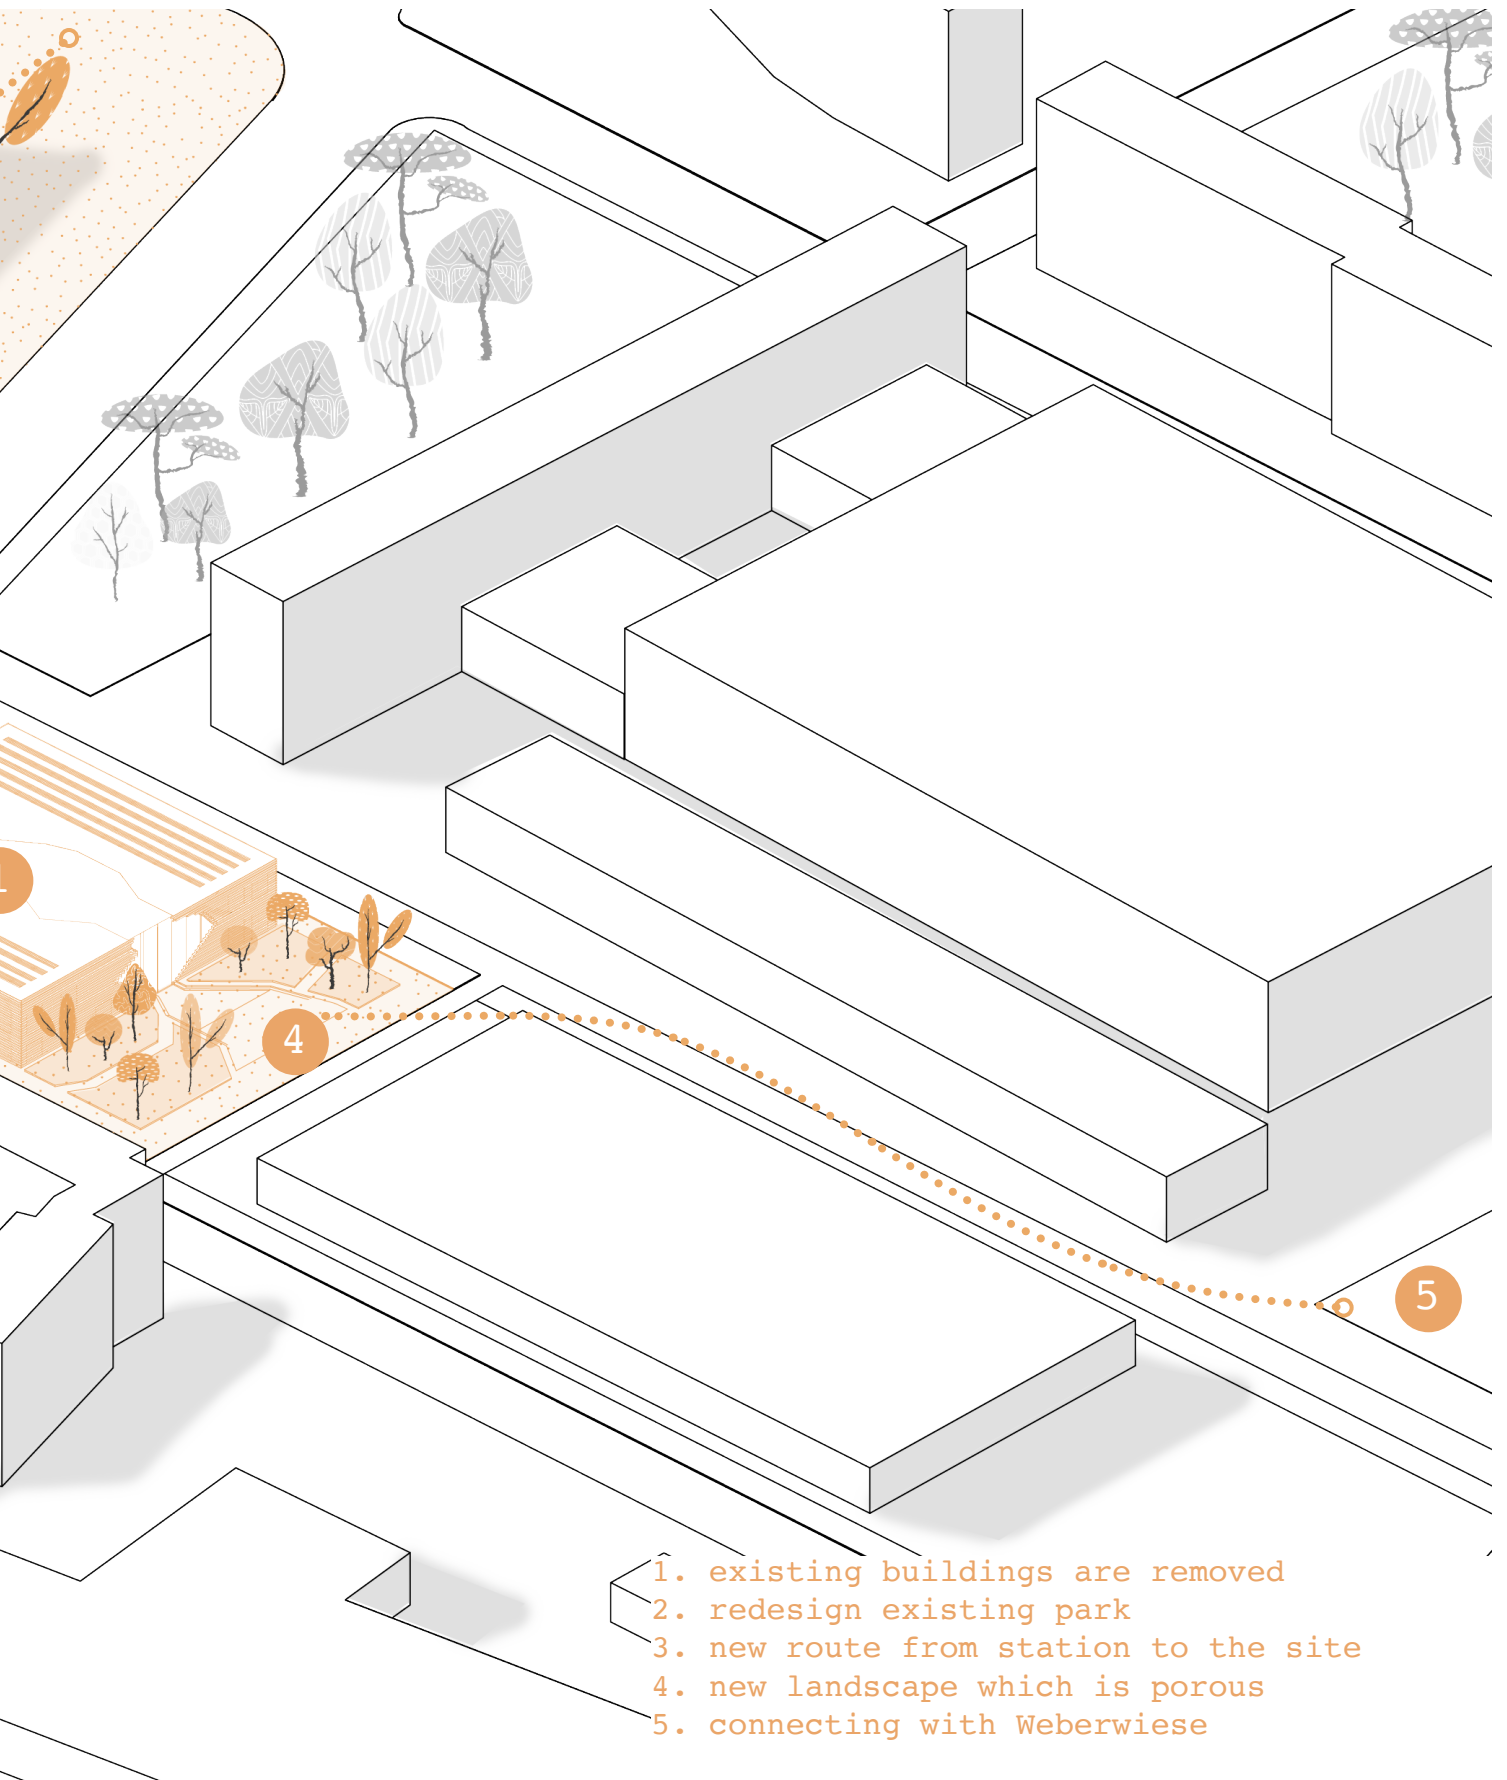 1
4
5
1. existing buildings are removed
2. redesign existing park
3. new route from station to the site
4. new landscape which is porous
5. connecting with Weberwiese